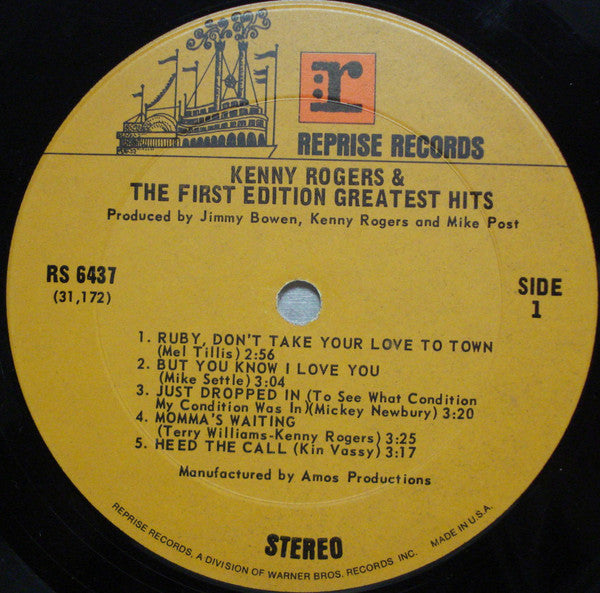 r
REPRISE RECORDS
KENNY ROGERS &
THE FIRST EDITION GREATEST HITS
Produced by Jimmy Bowen, Kenny Rogers and Mike Post
RS 6437
(31,172)
SIDE
1
1. RUBY, DON'T TAKE YOUR LOVE TO TOWN
(Mel Tillis) 2:56
2. BUT YOU KNOW I LOVE YOU
(Mike Settle) 3:04
3. JUST DROPPED IN (To See What Condition
My Condition Was In)(Mickey Newbury) 3:20
4. MOMMA'S WAITING
(Terry Williams-Kenny Rogers) 3:25
5. HEED THE CALL (Kin Vassy) 3:17
Manufactured by Amos Productions
STEREO
REPRISE RECORDS, A DIVISION OF WARNER BROS. RECORDS INC. MADE IN U.S.A.